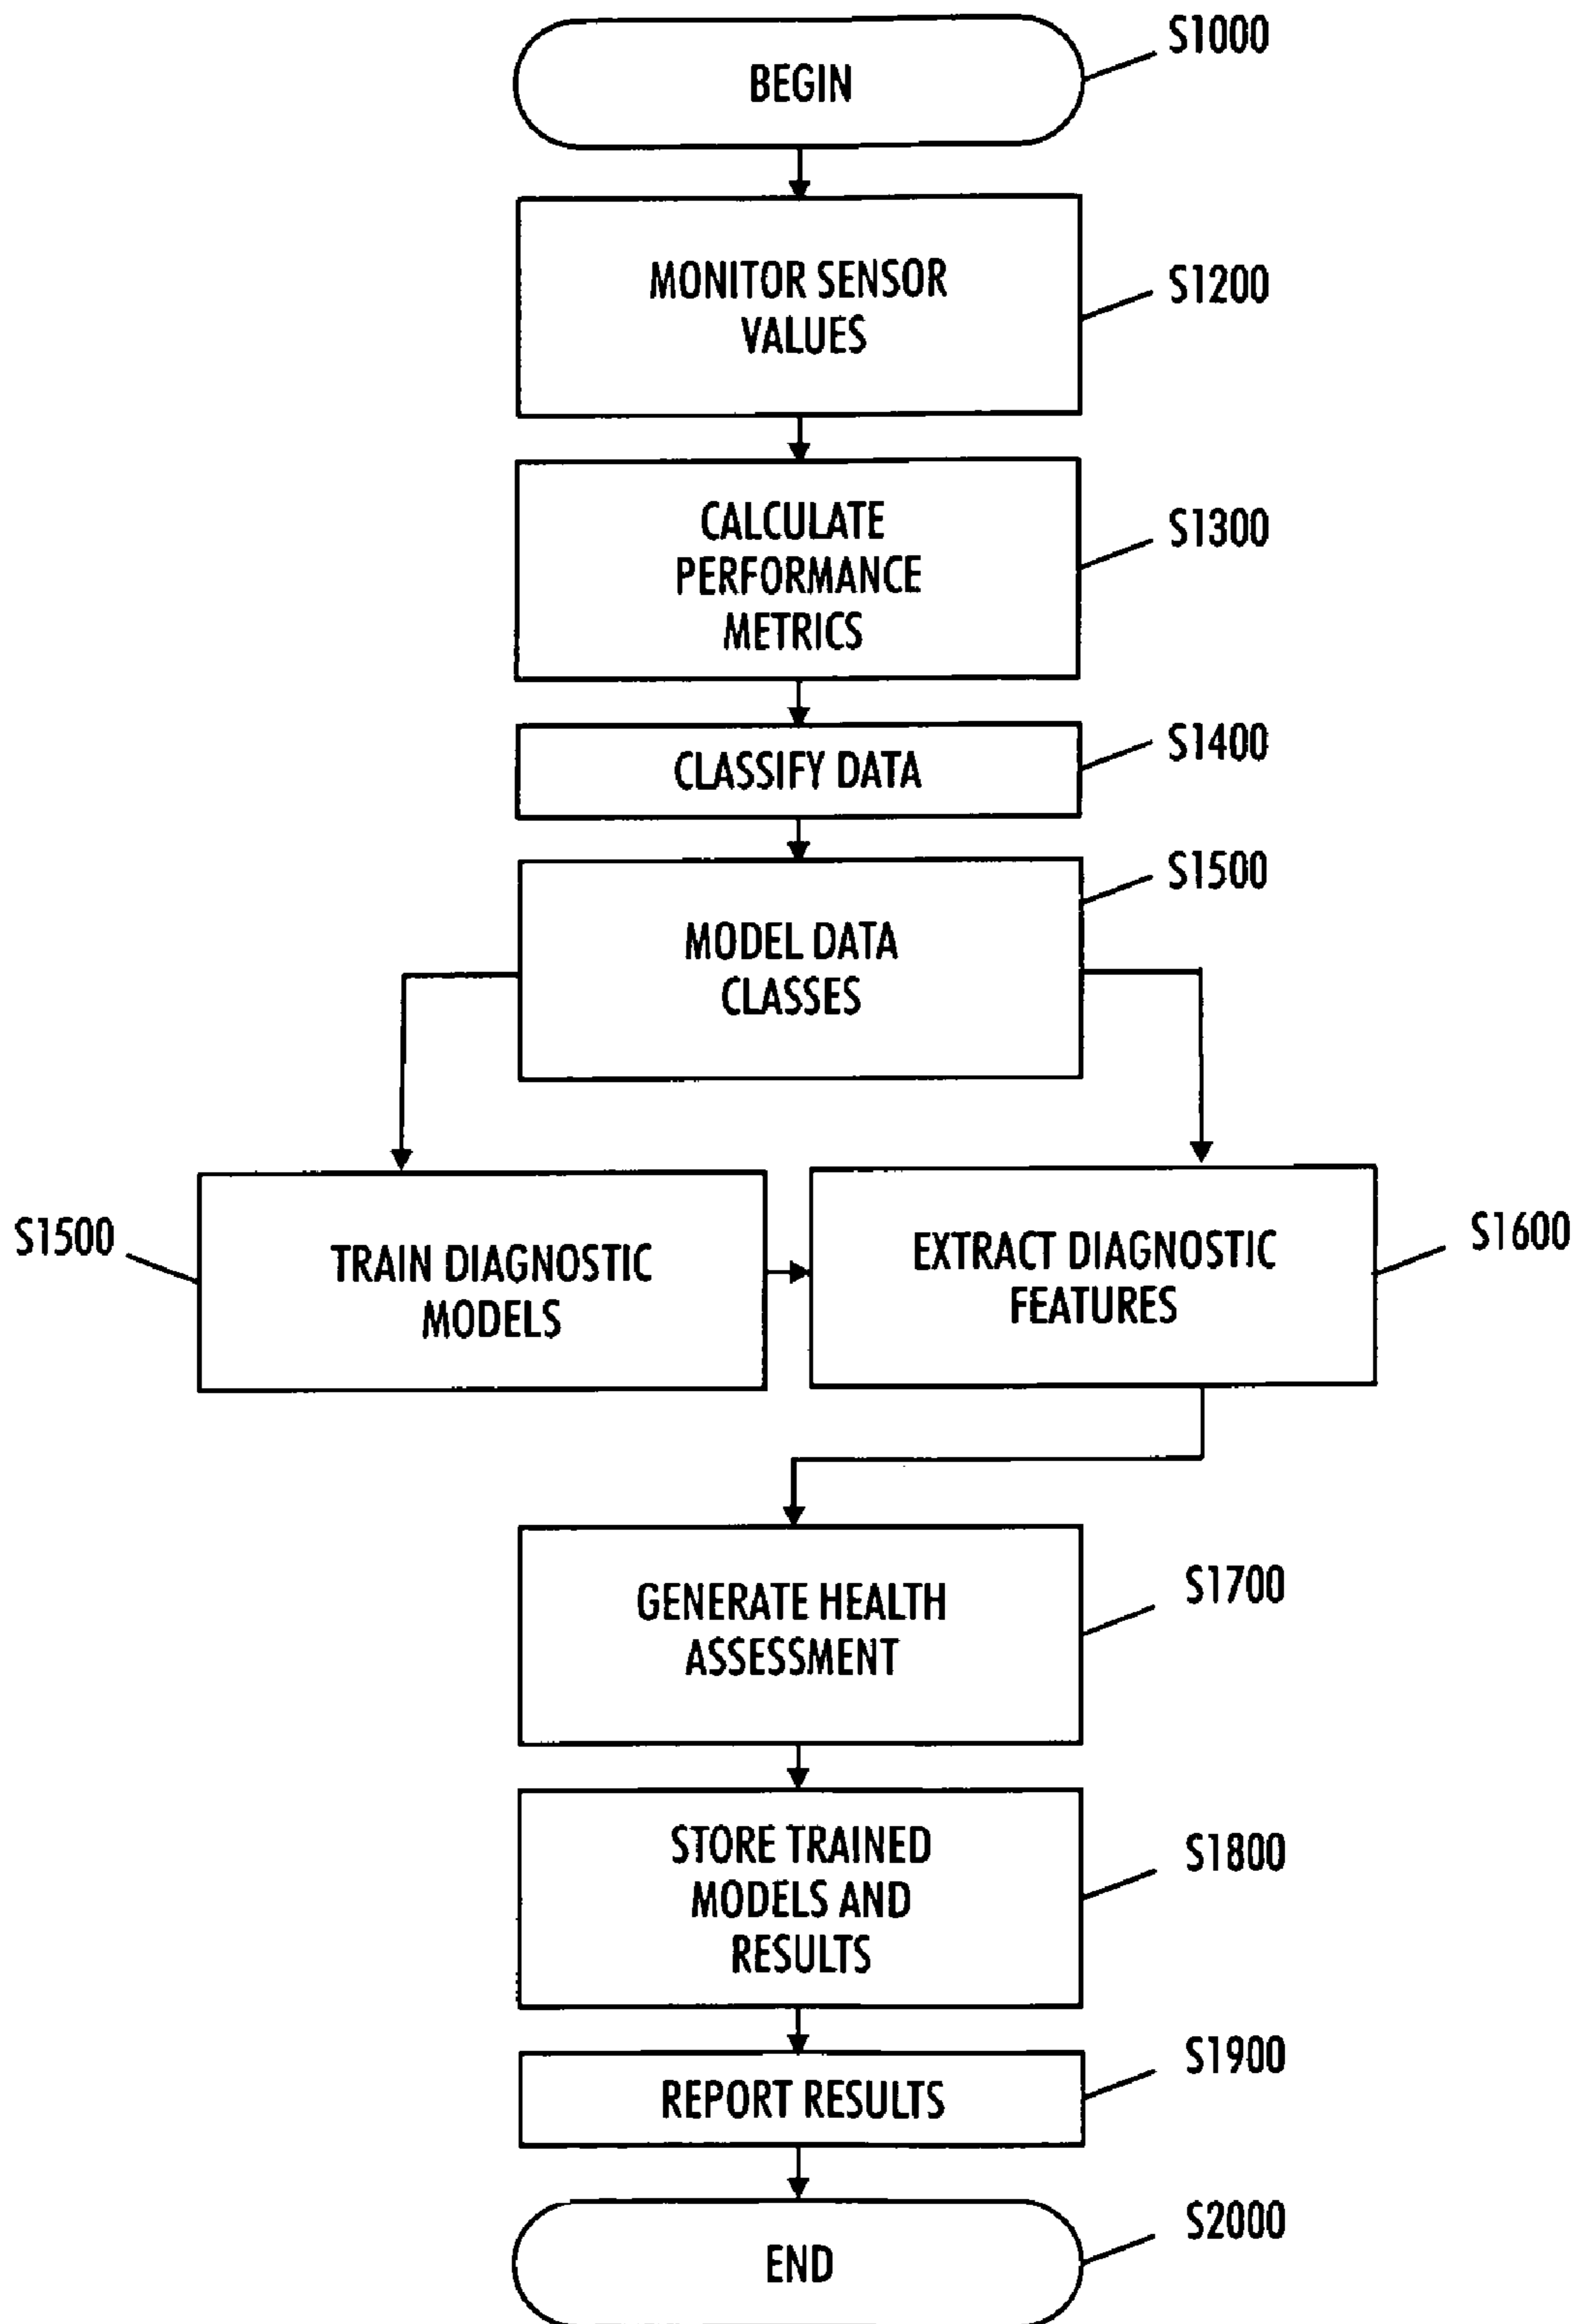 BEGIN
S1000
MONITOR SENSOR
VALUES
S1200
CALCULATE
PERFORMANCE
METRICS
S1300
CLASSIFY DATA
S1400
MODEL DATA
CLASSES
S1500
S1500
TRAIN DIAGNOSTIC
MODELS
EXTRACT DIAGNOSTIC
FEATURES
S1600
GENERATE HEALTH
ASSESSMENT
S1700
STORE TRAINED
MODELS AND
RESULTS
S1800
REPORT RESULTS
S1900
END
S2000